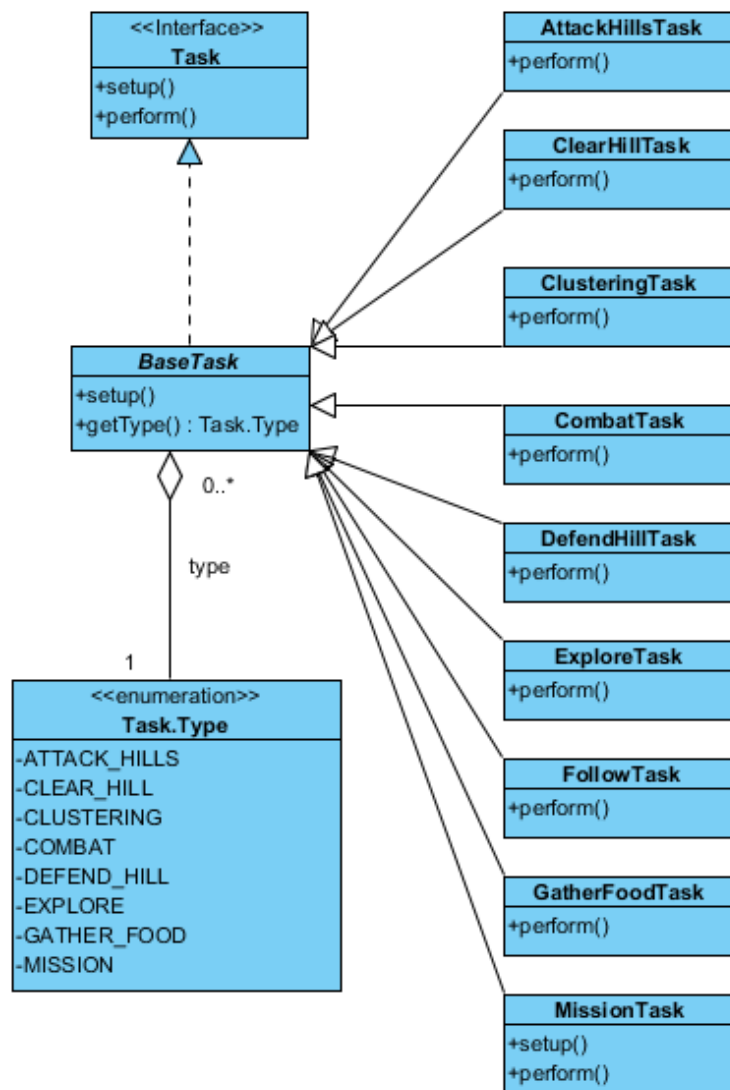 <<Interface>>
Task
+setup()
+perform()
BaseTask
+setup()
+getType() : Task.Type
0..*
type
1
<<enumeration>>
Task.Type
-ATTACK_HILLS
-CLEAR_HILL
-CLUSTERING
-COMBAT
-DEFEND_HILL
-EXPLORE
-GATHER_FOOD
-MISSION
AttackHillsTask
+perform()
ClearHillTask
+perform()
ClusteringTask
+perform()
CombatTask
+perform()
DefendHillTask
+perform()
ExploreTask
+perform()
FollowTask
+perform()
GatherFoodTask
+perform()
MissionTask
+setup()
+perform()